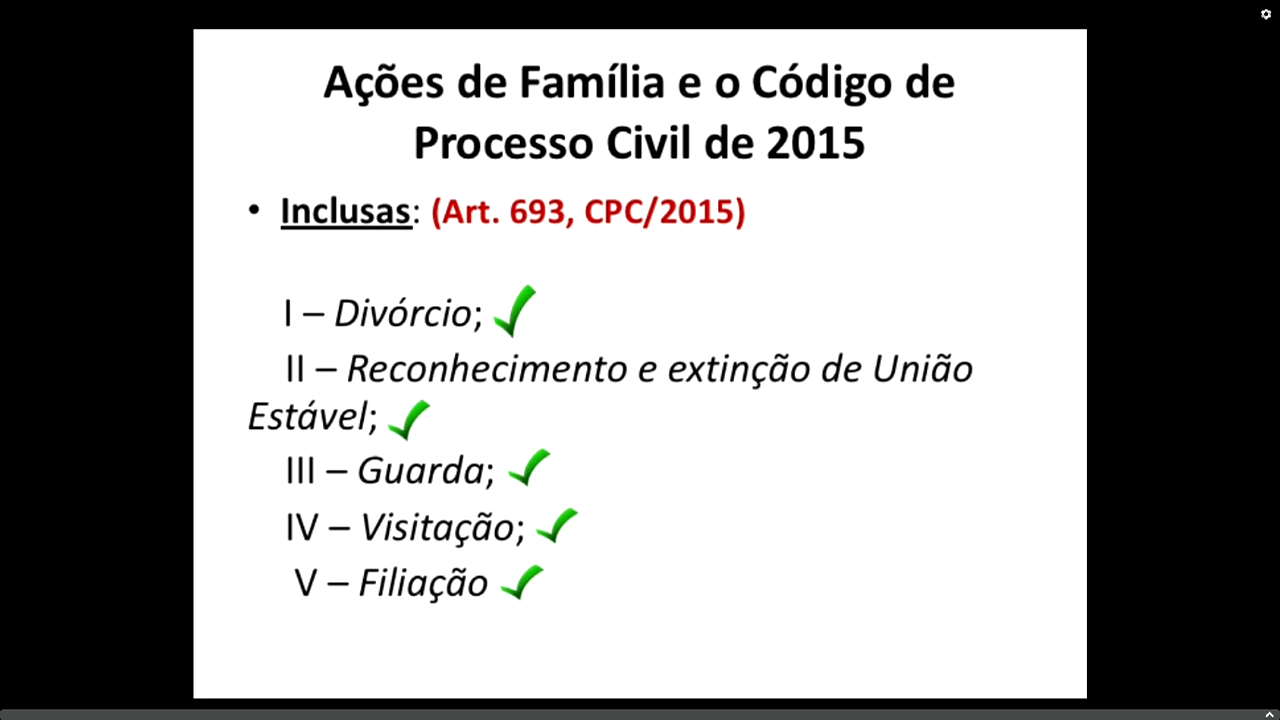 Ações de Família e o Código de
Processo Civil de 2015
• Inclusas: (Art. 693, CPC/2015)
I – Divórcio;
II – Reconhecimento e extinção de União
Estável;
III – Guarda;
IV – Visitação;
V – Filiação